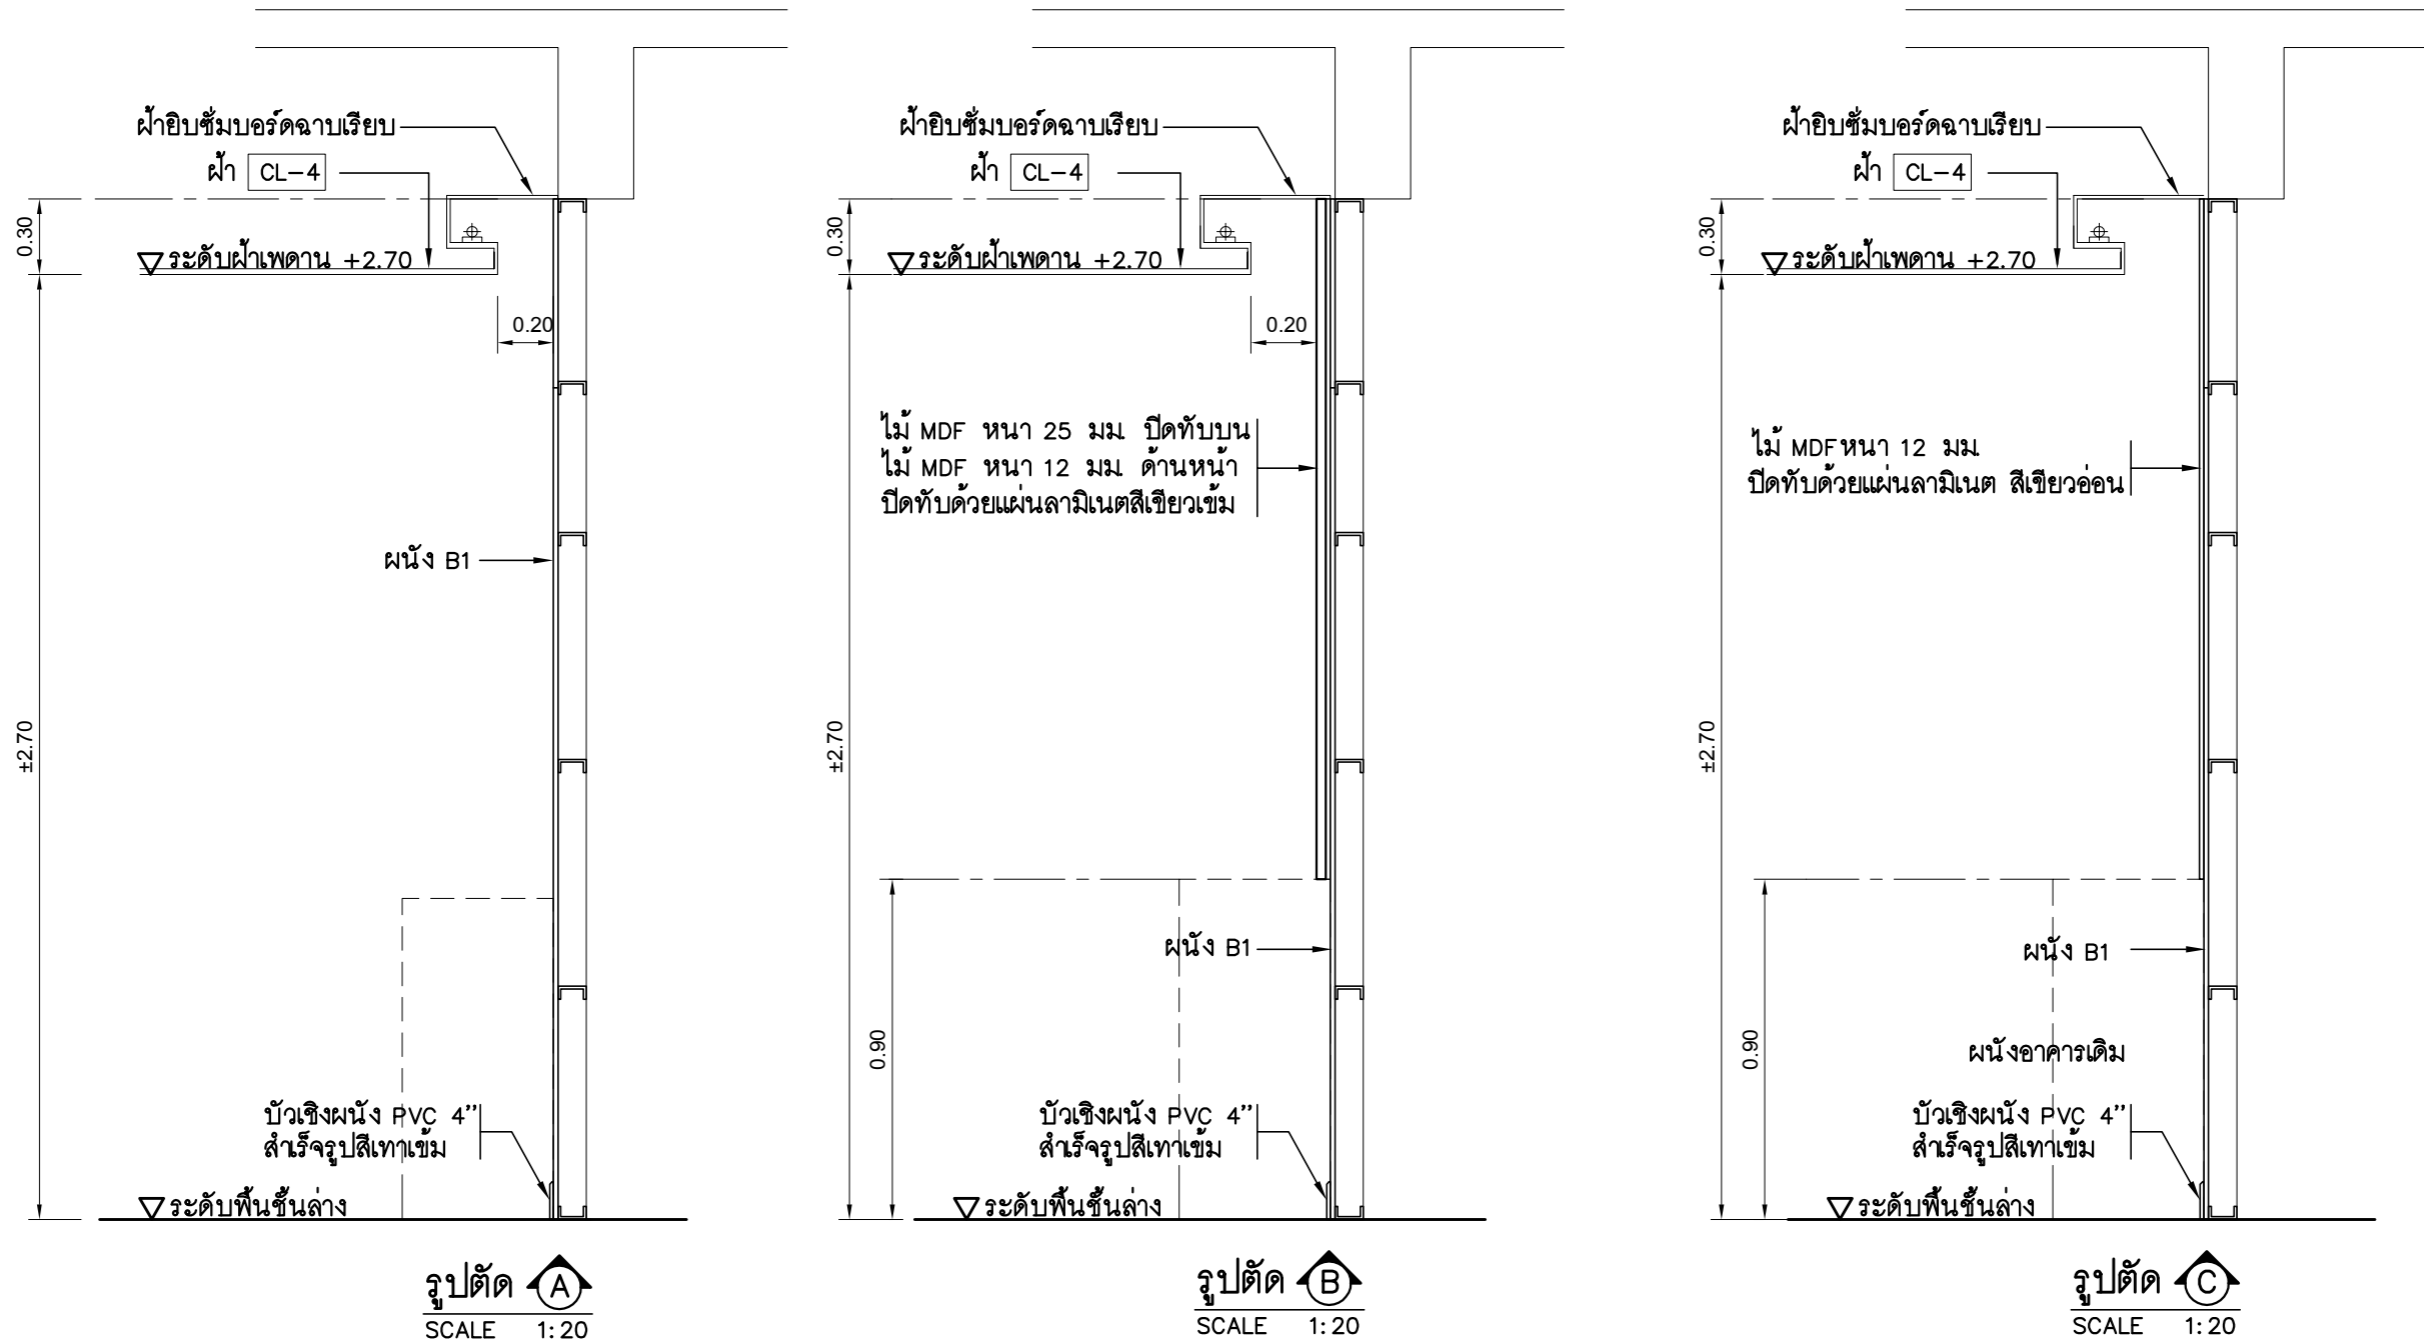 ฝ้ายิบซั่มบอร์ดฉาบเรียบ
ฝ้า CL-4
0.30
ระดับฝ้าเพดาน +2.70
0.20
ผนัง B1
±2.70
บัวเชิงผนัง PVC 4"
สำเร็จรูปสีเทาเข้ม
ระดับพื้นชั้นล่าง
รูปตัด A
SCALE 1:20
ฝ้ายิบซั่มบอร์ดฉาบเรียบ
ฝ้า CL-4
0.30
ระดับฝ้าเพดาน +2.70
0.20
ไม้ MDF หนา 25 มม. ปิดทับบน
ไม้ MDF หนา 12 มม. ด้านหน้า
ปิดทับด้วยแผ่นลามิเนตสีเขียวเข้ม
±2.70
ผนัง B1
0.90
บัวเชิงผนัง PVC 4"
สำเร็จรูปสีเทาเข้ม
ระดับพื้นชั้นล่าง
รูปตัด B
SCALE 1:20
ฝ้ายิบซั่มบอร์ดฉาบเรียบ
ฝ้า CL-4
0.30
ระดับฝ้าเพดาน +2.70
ไม้ MDFหนา 12 มม.
ปิดทับด้วยแผ่นลามิเนต สีเขียวอ่อน
±2.70
ผนัง B1
0.90
ผนังอาคารเดิม
บัวเชิงผนัง PVC 4"
สำเร็จรูปสีเทาเข้ม
ระดับพื้นชั้นล่าง
รูปตัด C
SCALE 1:20